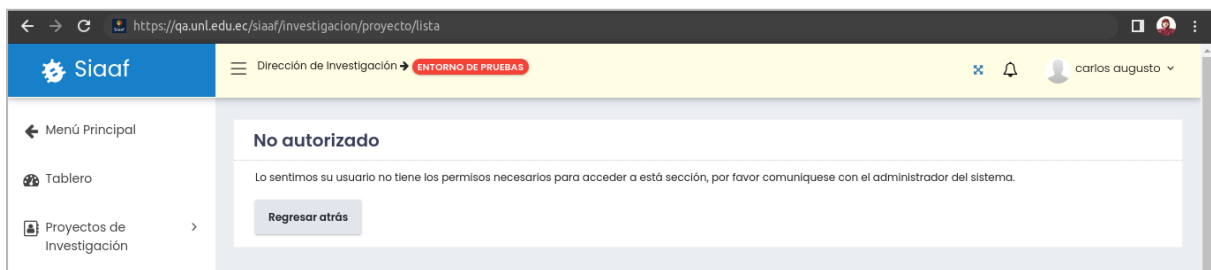 https://qa.unl.edu.ec/siaaf/investigacion/proyecto/lista
Siaaf
Dirección de Investigación → ENTORNO DE PRUEBAS
carlos augusto
Menú Principal
No autorizado
Tablero
Lo sentimos su usuario no tiene los permisos necesarios para acceder a está sección, por favor comuniquese con el administrador del sistema.
Regresar atrás
Proyectos de
Investigación